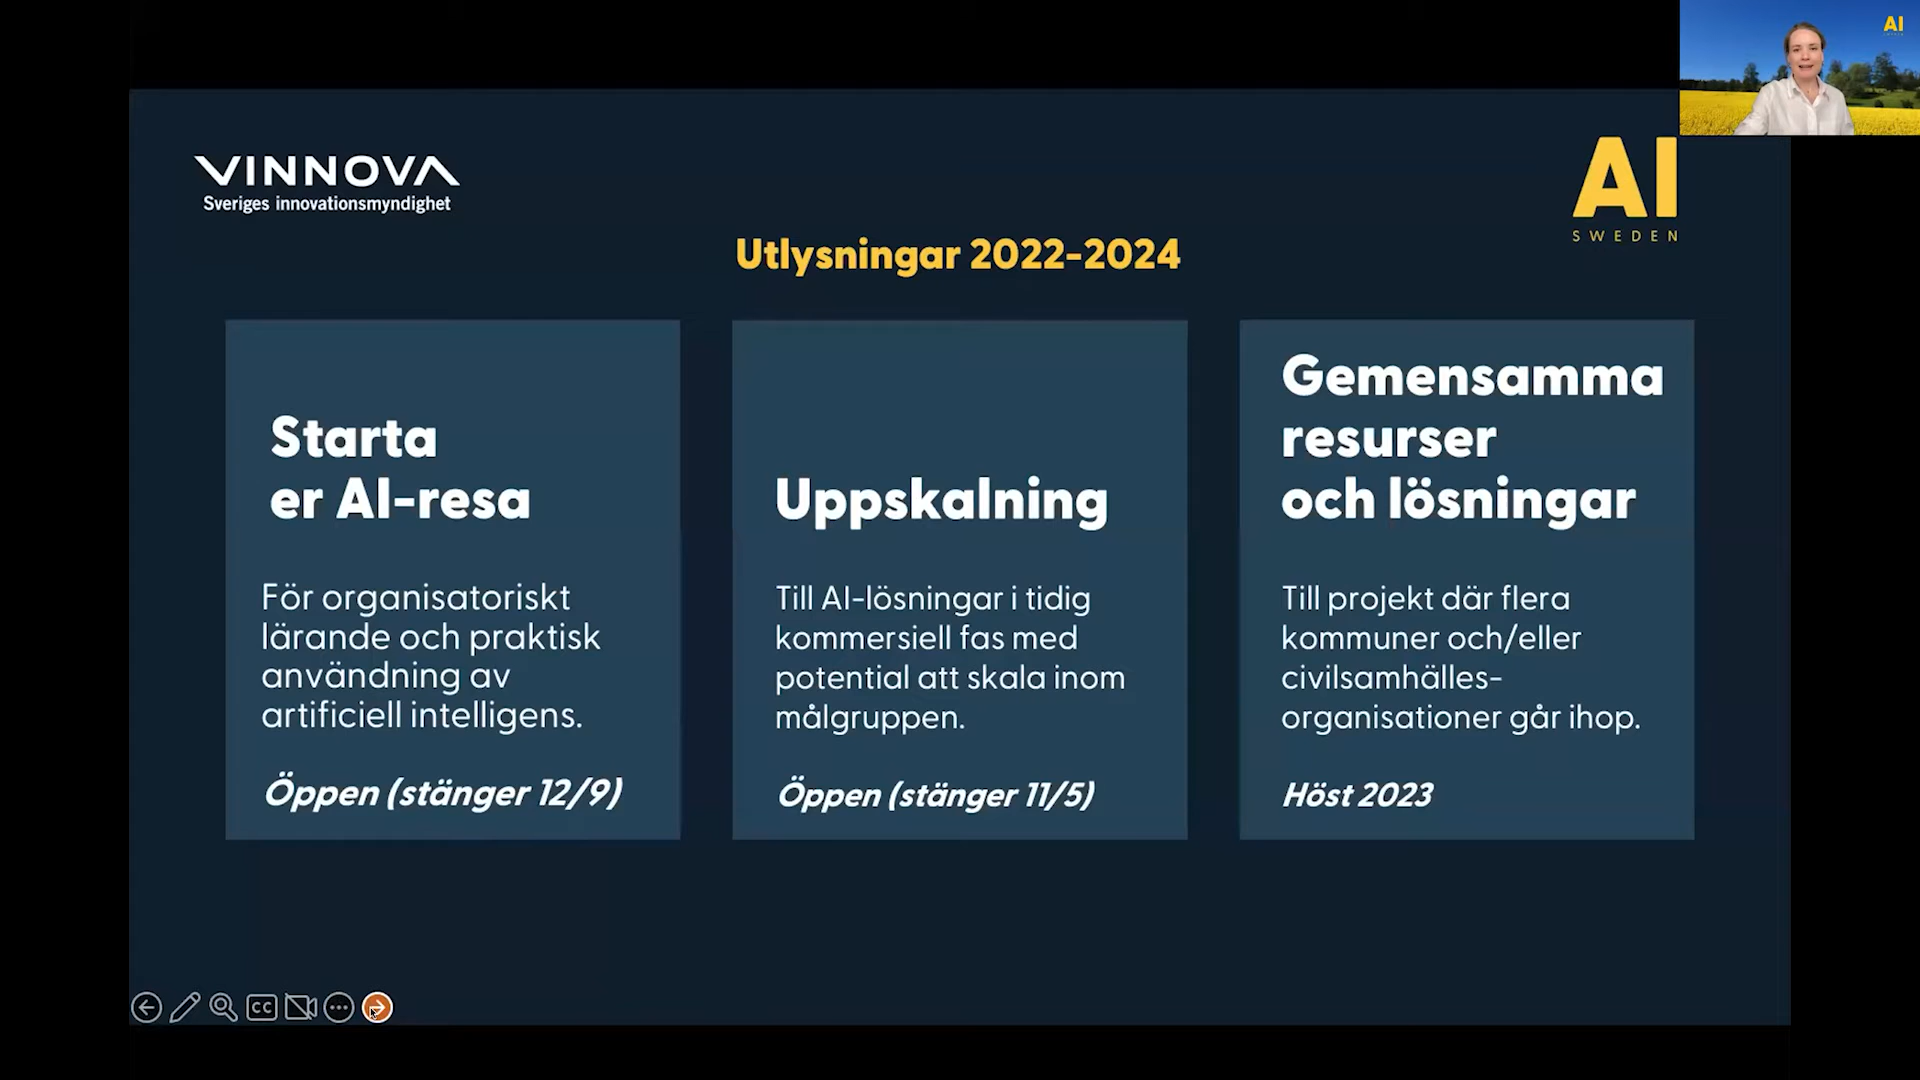 AI
VINNOVA
Sveriges innovationsmyndighet
AI
SWEDEN
Utlysningar 2022-2024
Starta
er AI-resa
För organisatoriskt
lärande och praktisk
användning av
artificiell intelligens.
Öppen (stänger 12/9)
Uppskalning
Till AI-lösningar i tidig
kommersiell fas med
potential att skala inom
målgruppen.
Öppen (stänger 11/5)
Gemensamma
resurser
och lösningar
Till projekt där flera
kommuner och/eller
civilsamhälles-
organisationer går ihop.
Höst 2023
CC